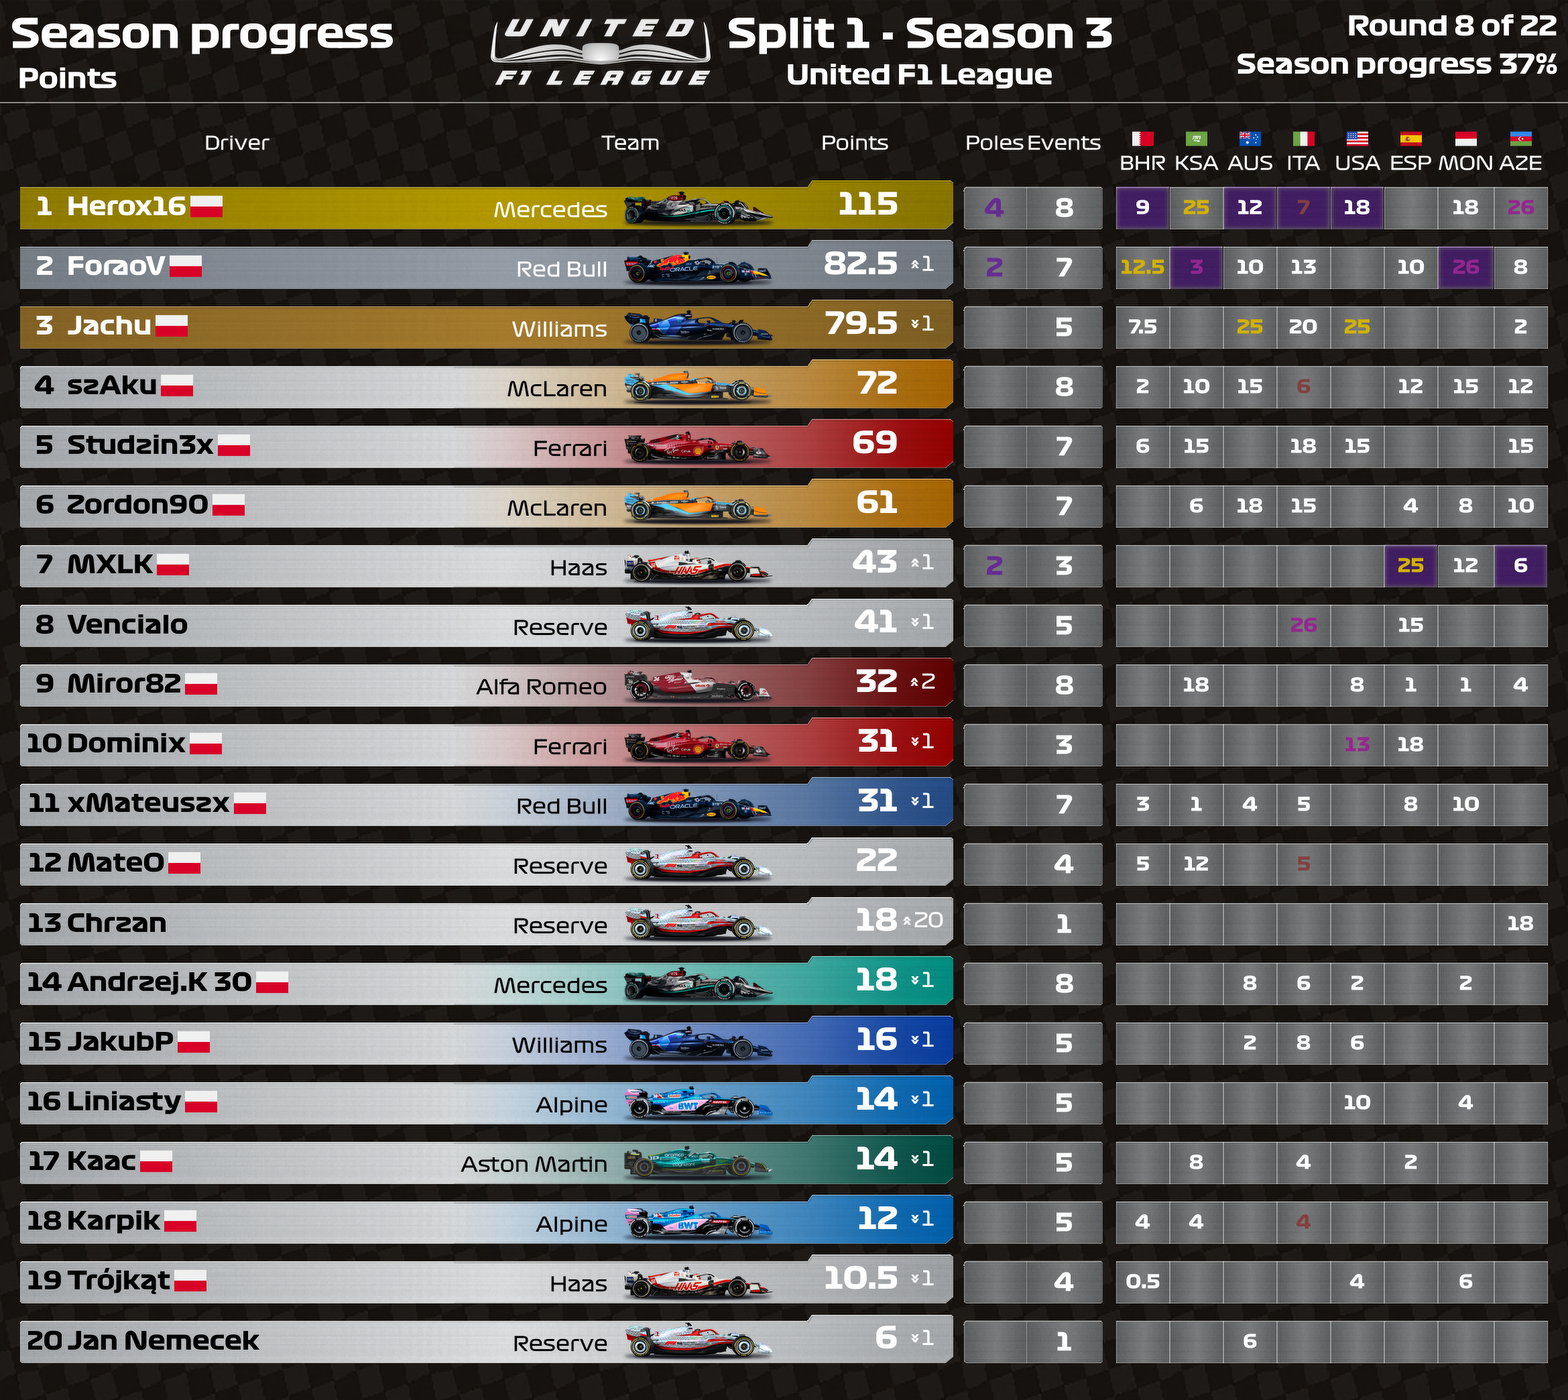 Season progress
Points
UNITED
F1 LEAGUE
Split 1 - Season 3
United F1 League
Round 8 of 22
Season progress 37%
Driver Team Points Poles Events BHR KSA AUS ITA USA ESP MON AZE
1 Herox16 Mercedes 115 4 8 9 25 12 7 18 18 26
2 ForaoV Red Bull 82.5 1 2 7 12.5 3 10 13 10 26 8
3 Jachu Williams 79.5 1 5 7.5 25 20 25 2
4 szAku McLaren 72 8 2 10 15 6 12 15 12
5 Studzin3x Ferrari 69 7 6 15 18 15 15
6 Zordon90 McLaren 61 7 6 18 15 4 8 10
7 MXLK Haas 43 1 2 3 25 12 6
8 Vencialo Reserve 41 1 5 26 15
9 Miror82 Alfa Romeo 32 2 8 18 8 1 1 4
10 Dominix Ferrari 31 1 3 13 18
11 xMateuszx Red Bull 31 1 7 3 1 4 5 8 10
12 MateO Reserve 22 4 5 12 5
13 Chrzan Reserve 18 20 1 18
14 Andrzej.K 30 Mercedes 18 1 8 8 6 2 2
15 JakubP Williams 16 1 5 2 8 6
16 Liniasty Alpine 14 1 5 10 4
17 Kaac Aston Martin 14 1 5 8 4 2
18 Karpik Alpine 12 1 5 4 4 4
19 Trójkąt Haas 10.5 1 4 0.5 4 6
20 Jan Nemecek Reserve 6 1 1 6